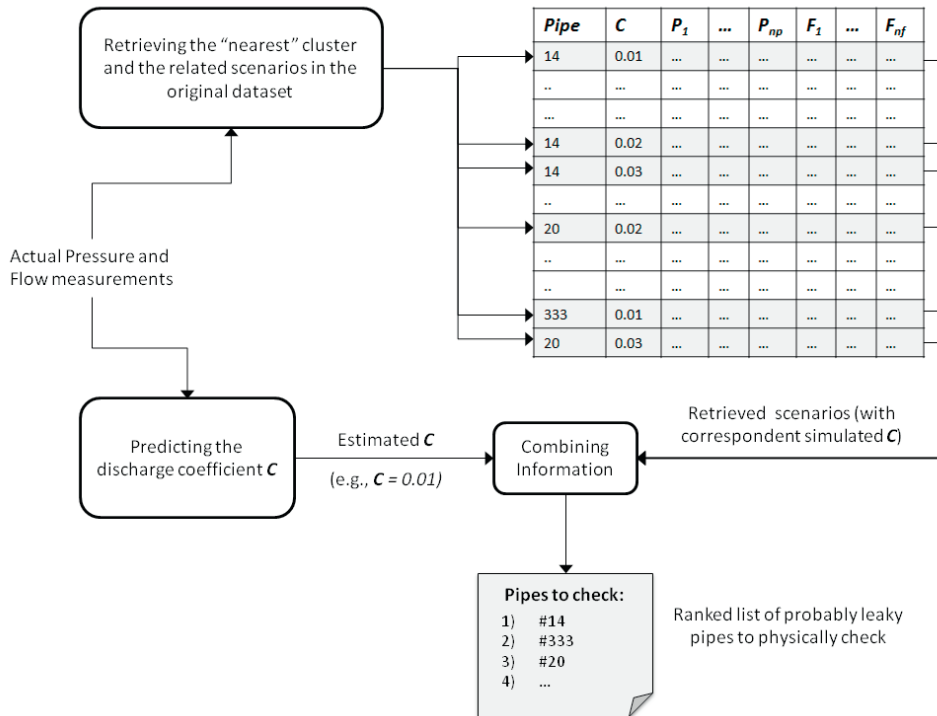 Retrieving the “nearest” cluster
and the related scenarios in the
original dataset
Pipe C P1 ... Pnp F1 ... Fnf
14 0.01 ... ... ... ... ... ...
.. ... ... ... ... ... ...
... ... ... ... ... ... ...
14 0.02 ... ... ... ... ... ...
14 0.03 ... ... ... ... ... ...
.. ... ... ... ... ... ...
20 0.02 ... ... ... ... ... ...
.. ... ... ... ... ... ...
.. ... ... ... ... ... ...
333 0.01 ... ... ... ... ... ...
20 0.03 ... ... ... ... ... ...
Actual Pressure and
Flow measurements
Predicting the
discharge coefficient C
Estimated C
(e.g., C = 0.01)
Combining
Information
Retrieved scenarios (with
correspondent simulated C)
Pipes to check:
1) #14
2) #333
3) #20
4) ...
Ranked list of probably leaky
pipes to physically check